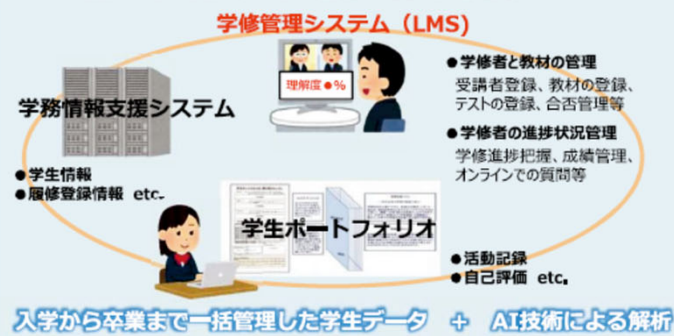 学修管理システム（LMS)
理解度●%
●学修者と教材の管理
受講者登録、教材の登録、
テストの登録、合否管理等
●学修者の進捗状況管理
学修進捗把握、成績管理、
オンラインでの質問等
学務情報支援システム
●学生情報
●履修登録情報 etc.
学生ポートフォリオ
●活動記録
●自己評価 etc.
入学から卒業まで一括管理した学生データ + AI技術による解析